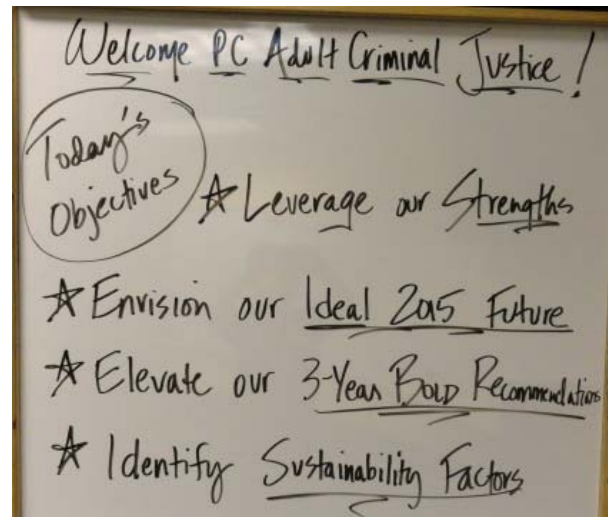 Welcome PC Adult Criminal Justice!
Today's
Objectives
☆ Leverage our Strengths
☆ Envision our Ideal 2015 Future
☆ Elevate our 3-Year BOLD Recommendations
☆ Identify Sustainability Factors